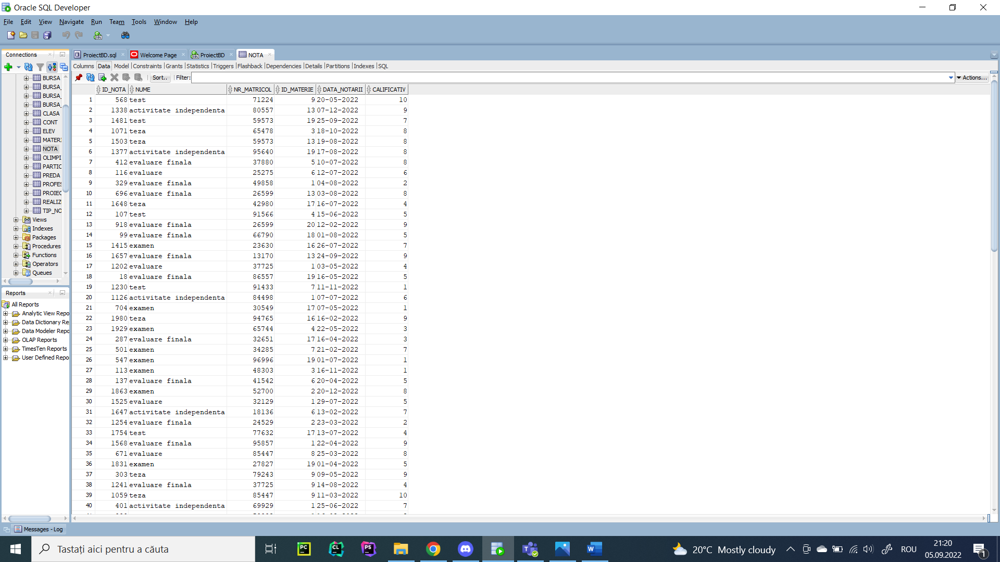 Oracle SQL Developer
File Edit View Navigate Run Team Tools Window Help
Connections
BURSA
BURSA_
BURSA_
BURSA_
CLASA
CONT
ELEV
MATERI
NOTA
OLIMPI
PARTIC
PREDA
PROFES
PROIEC
REALIZ
TIP_NO
Views
Indexes
Packages
Procedures
Functions
Operators
Queues
Reports
All Reports
Analytic View Repo
Data Dictionary Re
Data Modeler Repo
OLAP Reports
TimesTen Reports
User Defined Repo
ProiectBD.sql Welcome Page ProiectBD NOTA
Columns Data Model Constraints Grants Statistics Triggers Flashback Dependencies Details Partitions Indexes SQL
Sort.. Filter: Actions...
ID_NOTA NUME NR_MATRICOL ID_MATERIE DATA_NOTARII CALIFICATIV
1 568 test 71224 9 20-05-2022 10
2 1338 activitate independenta 80557 13 07-12-2022 9
3 1481 test 59573 19 25-09-2022 7
4 1071 teza 65478 3 18-10-2022 8
5 1503 teza 59573 13 19-08-2022 8
6 1377 activitate independenta 95640 19 17-08-2022 8
7 412 evaluare finala 37880 5 10-07-2022 8
8 116 evaluare 25275 6 12-07-2022 6
9 329 evaluare finala 49858 1 04-08-2022 2
10 696 evaluare finala 26599 13 03-08-2022 8
11 1648 teza 42980 17 16-07-2022 4
12 107 test 91566 4 15-06-2022 5
13 918 evaluare finala 26599 20 12-02-2022 9
14 99 evaluare finala 66790 18 01-08-2022 5
15 1415 examen 23630 16 26-07-2022 7
16 1657 evaluare finala 13170 13 24-09-2022 9
17 1202 evaluare 37725 1 03-05-2022 4
18 18 evaluare finala 86557 19 16-05-2022 5
19 1230 test 91433 7 11-11-2022 1
20 1126 activitate independenta 84498 1 07-07-2022 6
21 704 examen 30549 17 07-05-2022 1
22 1980 teza 94765 16 16-02-2022 9
23 1929 examen 65744 4 22-05-2022 3
24 287 evaluare finala 32651 17 16-04-2022 3
25 501 examen 34285 7 21-02-2022 7
26 547 examen 96996 19 01-07-2022 1
27 113 examen 48303 3 16-11-2022 1
28 137 evaluare finala 41542 6 20-04-2022 5
29 1863 examen 52700 2 20-12-2022 8
30 1525 evaluare 32129 1 29-07-2022 5
31 1647 activitate independenta 18136 6 13-02-2022 7
32 1254 evaluare finala 24529 2 23-03-2022 2
33 1754 test 77632 17 13-07-2022 4
34 1568 evaluare finala 95857 1 22-04-2022 9
35 671 evaluare 85447 8 25-03-2022 8
36 1831 examen 27827 19 01-04-2022 5
37 303 teza 79243 9 09-05-2022 9
38 1241 evaluare finala 37725 9 14-08-2022 4
39 1059 teza 85447 9 11-03-2022 10
40 401 activitate independenta 69929 1 25-06-2022 7
Messages - Log
Tastați aici pentru a căuta
20°C Mostly cloudy
ROU
21:20
05.09.2022
1